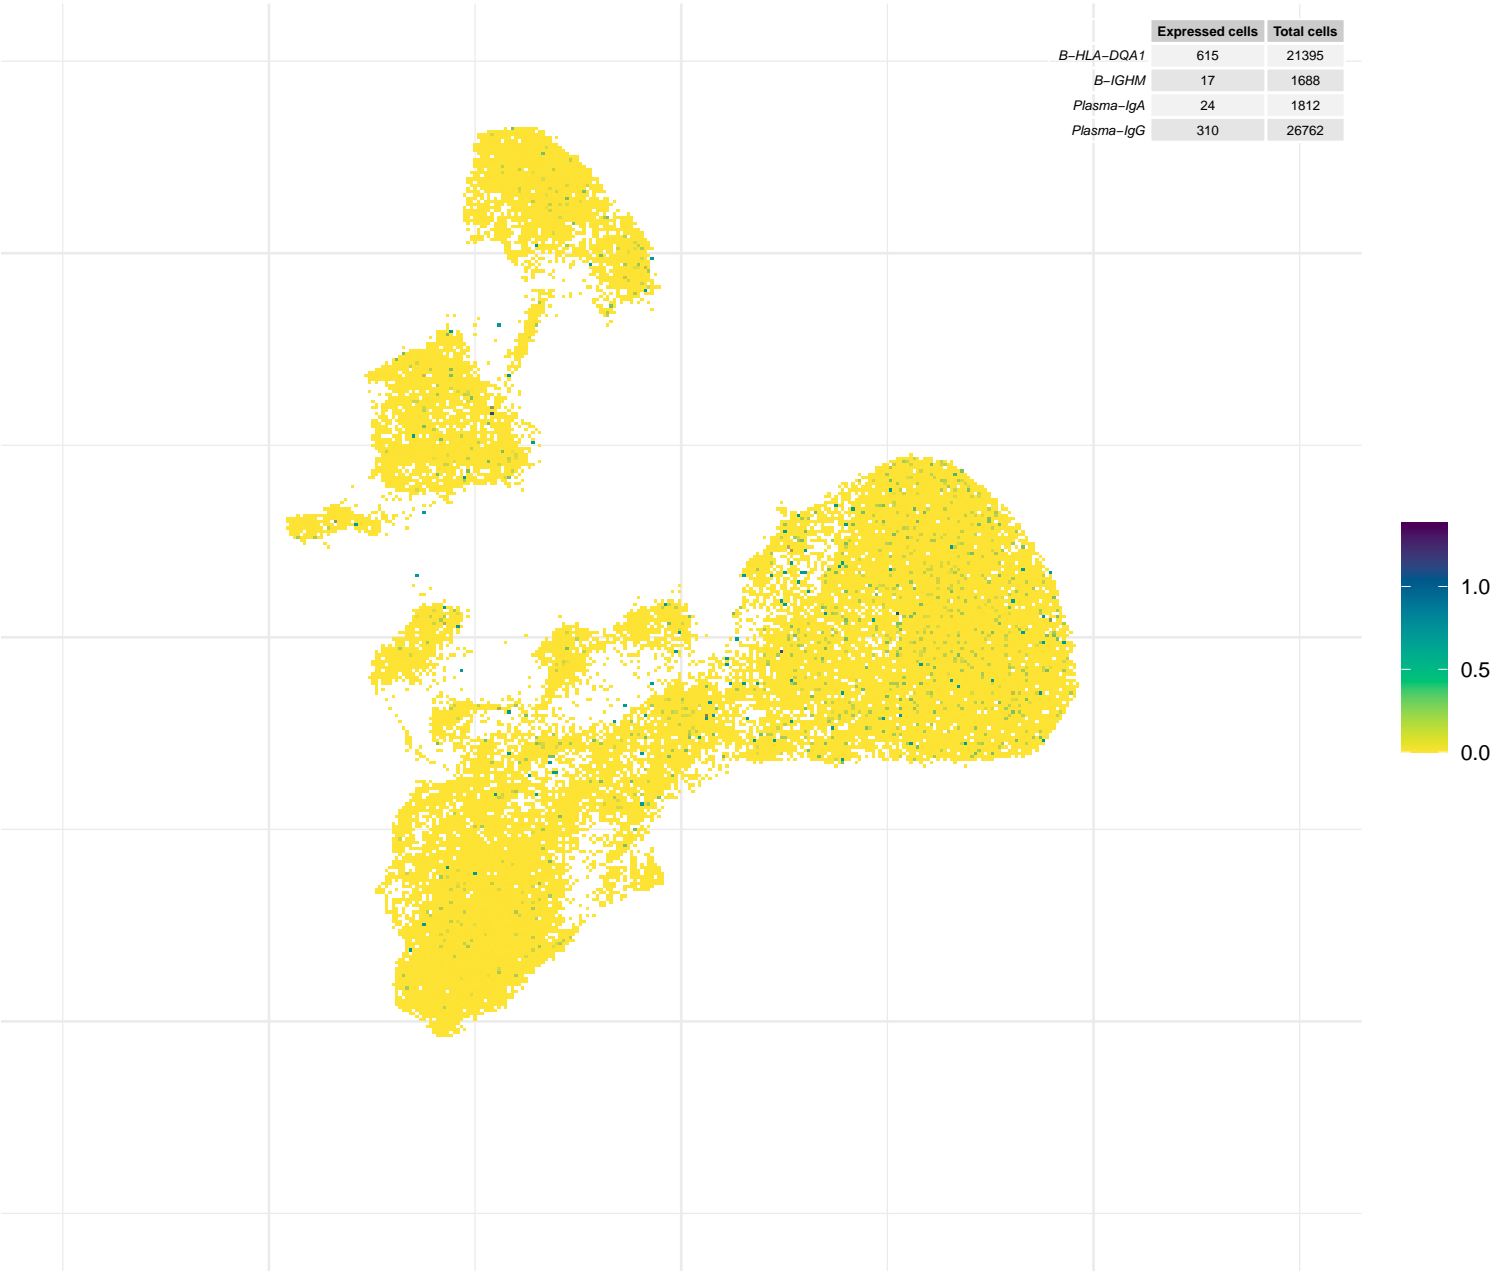 Expressed cells Total cells
B-HLA-DQA1 615 21395
B-IGHM 17 1688
Plasma-IgA 24 1812
Plasma-IgG 310 26762
1.0
0.5
0.0